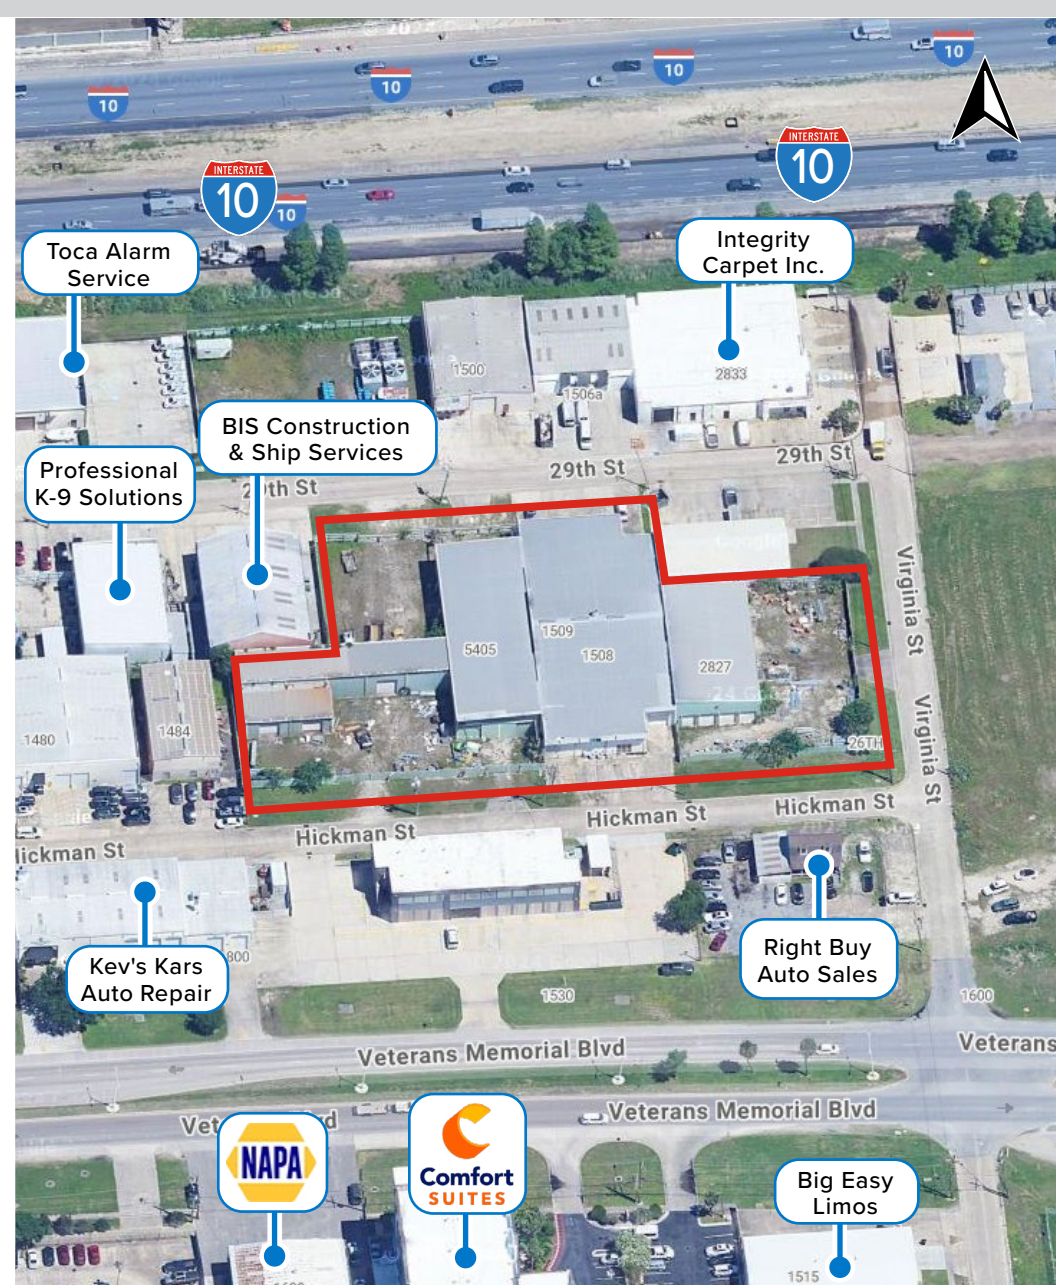 10
10
10
10
INTERSTATE
10
INTERSTATE
10
10
Toca Alarm
Service
Integrity
Carpet Inc.
1500
1506a
2833
Google
BIS Construction
& Ship Services
Professional
K-9 Solutions
29th St
29th St
29th St
Google
Virginia St
Virginia St
5405
1509
1508
2827
1480
1484
26TH
Hickman St
Hickman St
Hickman St
Kev's Kars
Auto Repair
800
Right Buy
Auto Sales
1530
1600
Veterans Memorial Blvd
Veterans
Veterans Memorial Blvd
NAPA
Comfort
SUITES
Big Easy
Limos
1515